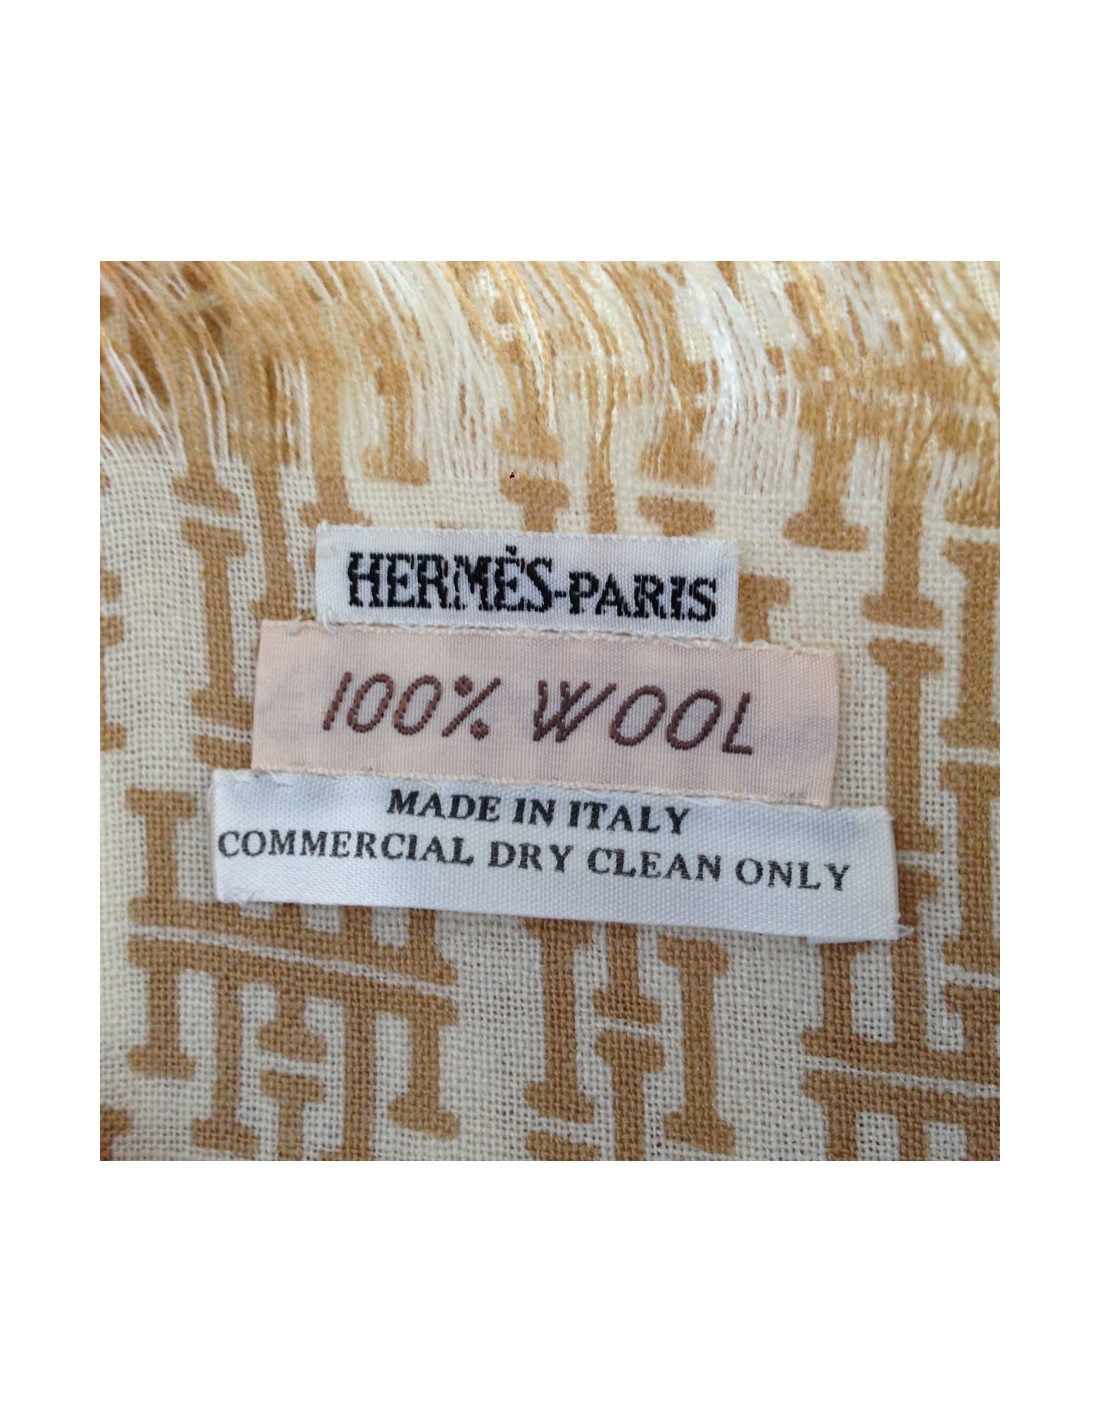 HERMÈS-PARIS
100% WOOL
MADE IN ITALY
COMMERCIAL DRY CLEAN ONLY